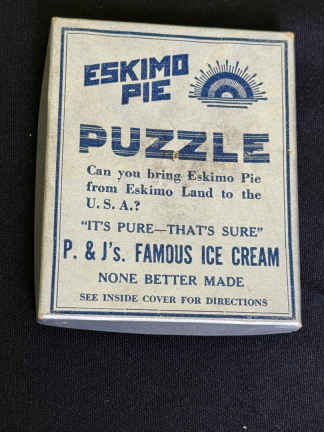 ESKIMO
PIE
PUZZLE
Can you bring Eskimo Pie
from Eskimo Land to the
U. S. A.?
"IT'S PURE—THAT'S SURE"
P. & J's. FAMOUS ICE CREAM
NONE BETTER MADE
SEE INSIDE COVER FOR DIRECTIONS